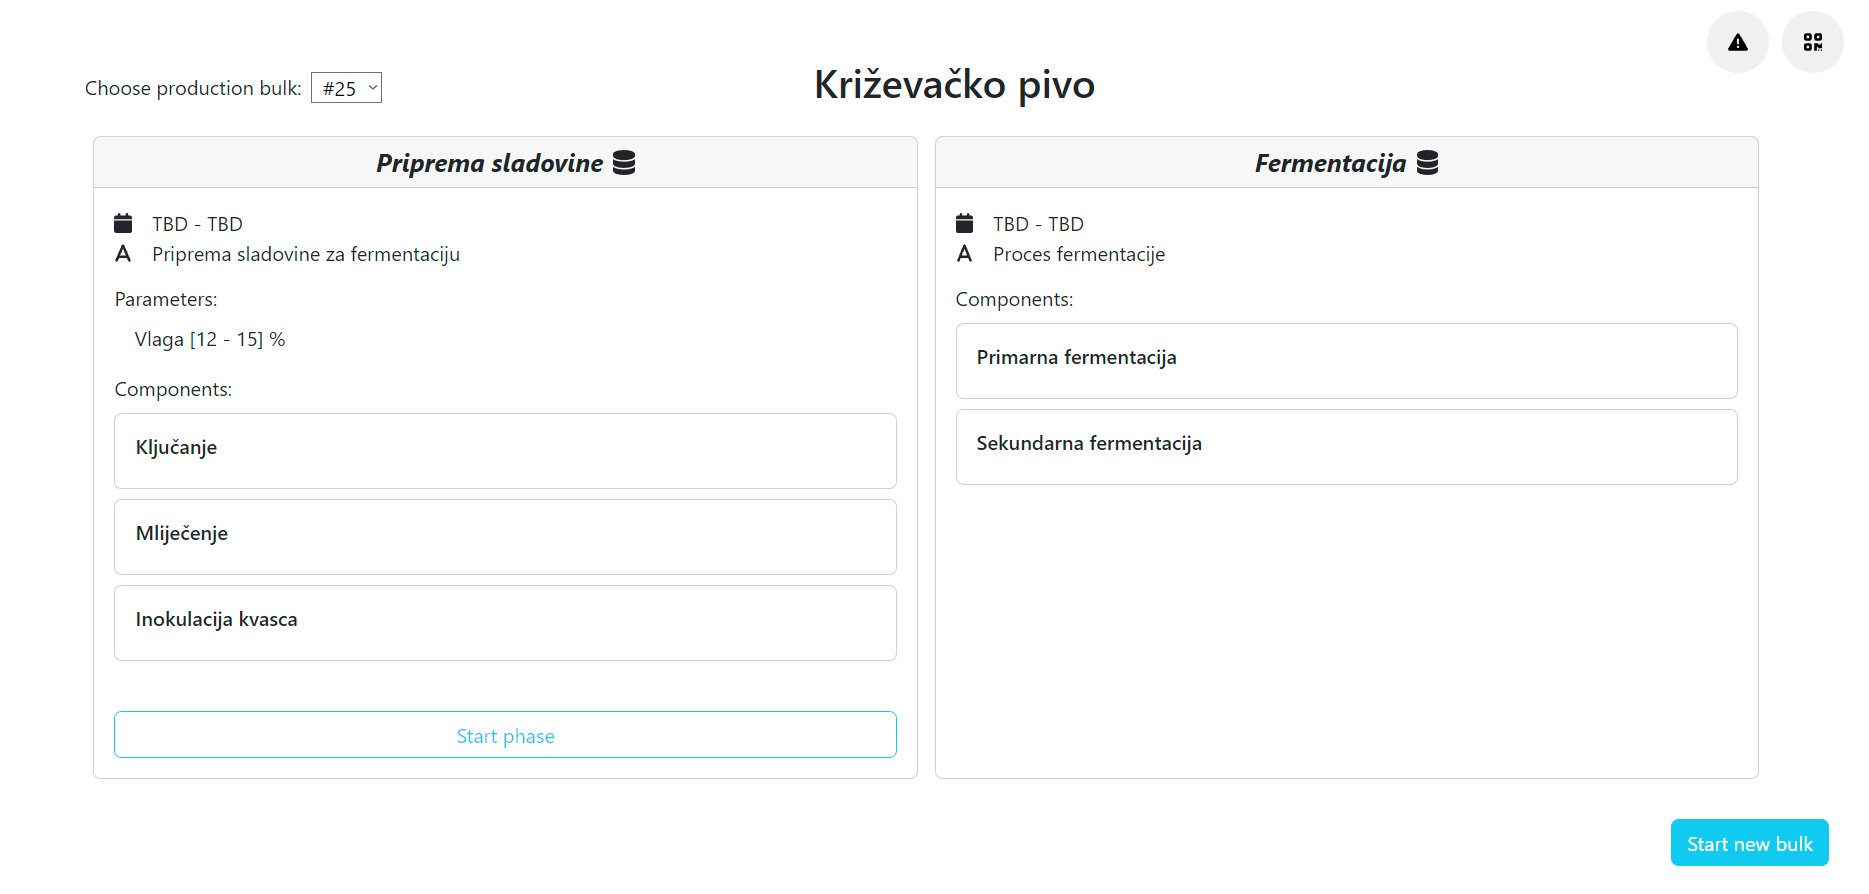 Choose production bulk: #25
Križevačko pivo
Priprema sladovine
TBD - TBD
Priprema sladovine za fermentaciju
Parameters:
Vlaga [12 - 15] %
Components:
Ključanje
Mliječenje
Inokulacija kvasca
Start phase
Fermentacija
TBD - TBD
Proces fermentacije
Components:
Primarna fermentacija
Sekundarna fermentacija
Start new bulk